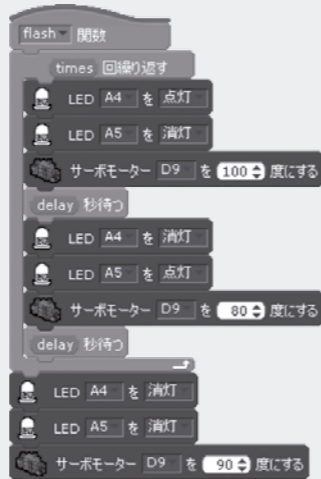 flash 関数
times 回繰り返す
LED A4 を 点灯
LED A5 を 消灯
サーボモーター D9 を 100 度にする
delay 秒待つ
LED A4 を 消灯
LED A5 を 点灯
サーボモーター D9 を 80 度にする
delay 秒待つ
LED A4 を 消灯
LED A5 を 消灯
サーボモーター D9 を 90 度にする